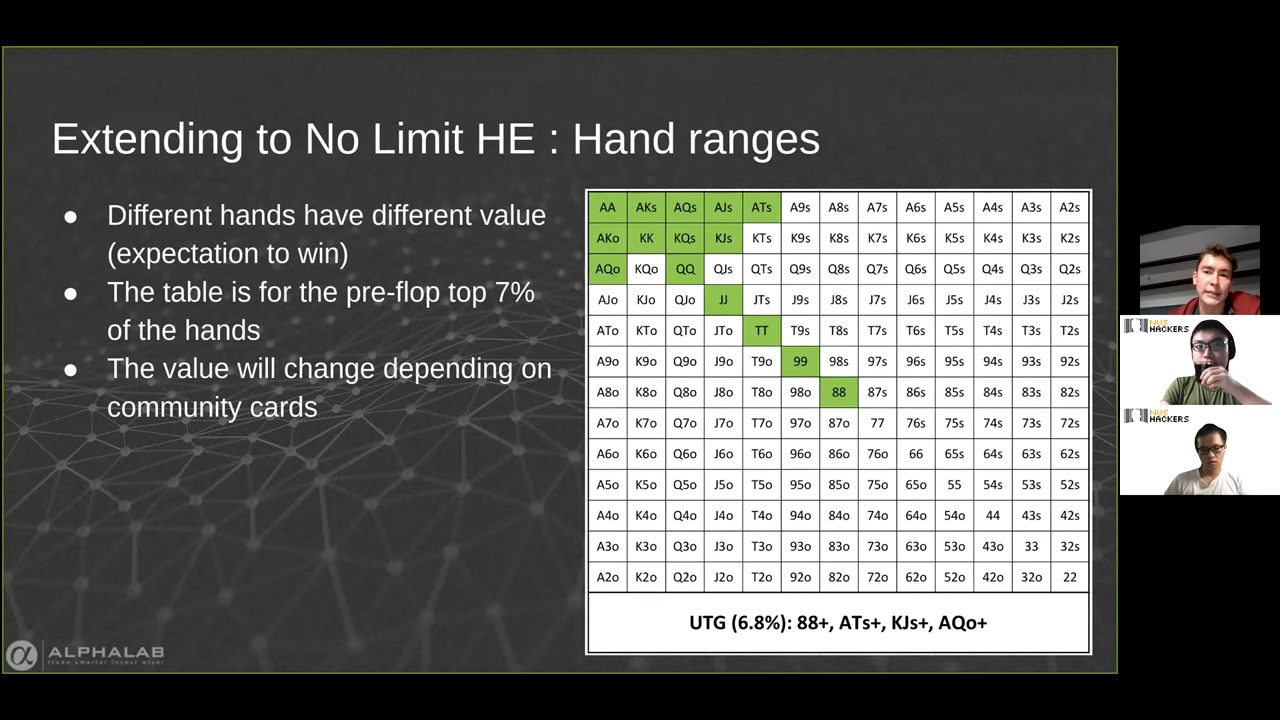 Extending to No Limit HE : Hand ranges
● Different hands have different value
(expectation to win)
● The table is for the pre-flop top 7%
of the hands
● The value will change depending on
community cards
AA AKs AQs AJs ATs A9s A8s A7s A6s A5s A4s A3s A2s
AKo KK KQs KJs KTs K9s K8s K7s K6s K5s K4s K3s K2s
AQo KQo QQ QJs QTs Q9s Q8s Q7s Q6s Q5s Q4s Q3s Q2s
AJo KJo QJo JJ JTs J9s J8s J7s J6s J5s J4s J3s J2s
ATo KTo QTo JTo TT T9s T8s T7s T6s T5s T4s T3s T2s
A9o K9o Q9o J9o T9o 99 98s 97s 96s 95s 94s 93s 92s
A8o K8o Q8o J8o T8o 98o 88 87s 86s 85s 84s 83s 82s
A7o K7o Q7o J7o T7o 97o 87o 77 76s 75s 74s 73s 72s
A6o K6o Q6o J6o T6o 96o 86o 76o 66 65s 64s 63s 62s
A5o K5o Q5o J5o T5o 95o 85o 75o 65o 55 54s 53s 52s
A4o K4o Q4o J4o T4o 94o 84o 74o 64o 54o 44 43s 42s
A3o K3o Q3o J3o T3o 93o 83o 73o 63o 53o 43o 33 32s
A2o K2o Q2o J2o T2o 92o 82o 72o 62o 52o 42o 32o 22
UTG (6.8%): 88+, ATs+, KJs+, AQo+
ALPHALAB
trade smarter invest wiser
NUS
HACKERS
NUS
HACKERS